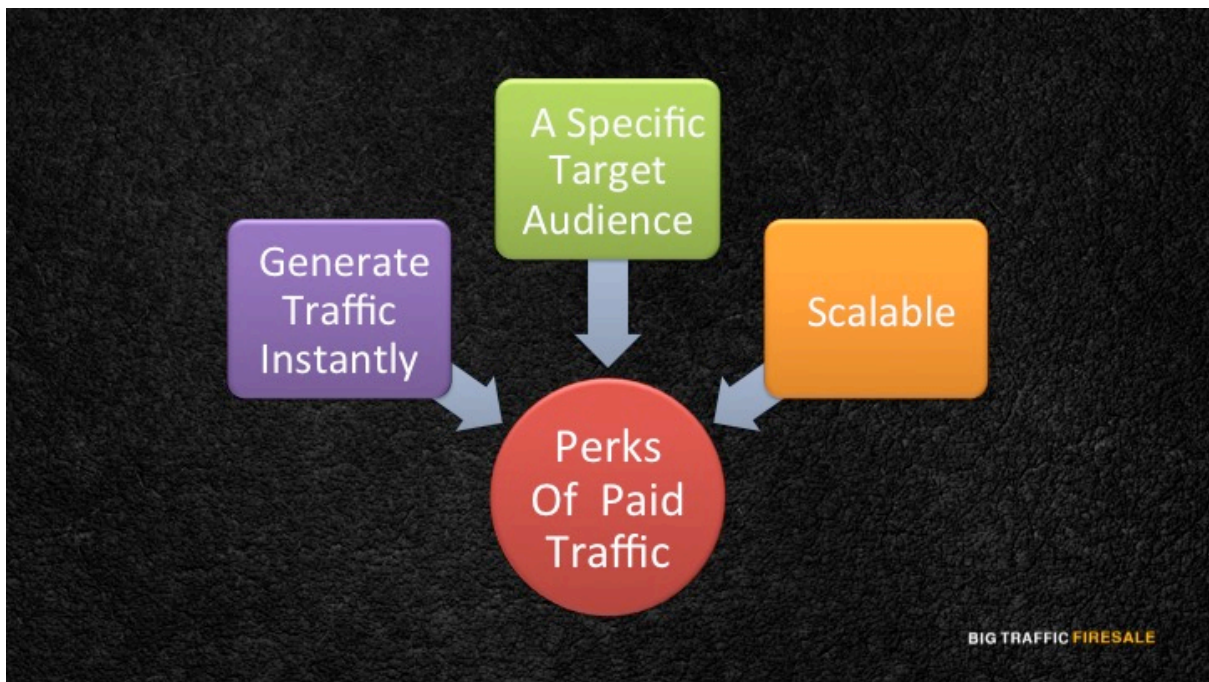 A Specific
Target
Audience
Generate
Traffic
Instantly
Scalable
Perks
Of Paid
Traffic
BIG TRAFFIC FIRESALE